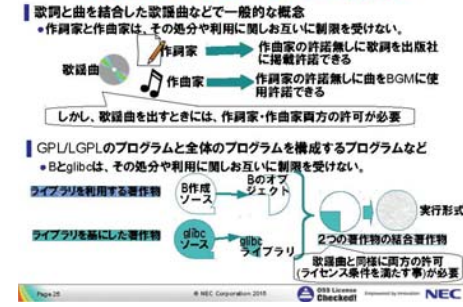 歌詞と曲を結合した歌謡曲などで一般的な概念
●作詞家と作曲家は、その処分や利用に関しお互いに制限を受けない。
作詞家
作曲家の許諾無しに歌詞を出版社
に掲載許諾できる
歌謡曲
作曲家
作詞家の許諾無しに曲をBGMに使
用許諾できる
しかし、歌謡曲を出すときには、作詞家・作曲家両方の許可が必要
GPL/LGPLのプログラムと全体のプログラムを構成するプログラムなど
●Bとglibcは、その処分や利用に関しお互いに制限を受けない。
ライブラリを利用する著作物
B作成
ソース
Bのオブ
ジェクト
実行形式
ライブラリを基にした著作物
glibc
ソース
glibc
ライブラリ
2つの著作物の結合著作物
歌謡曲と同様に両方の許可
(ライセンス条件を満たす事)が必要
Page 25
© NEC Corporation 2015
OSS License
Checked!
Empowered by Innovation
NEC